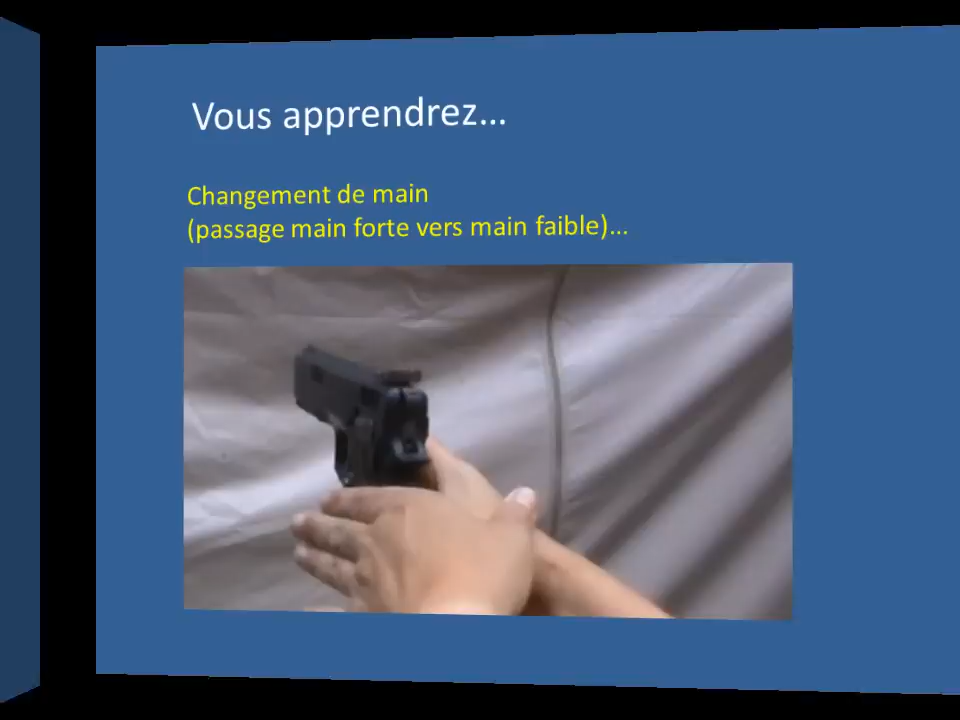 Vous apprendrez...
Changement de main
(passage main forte vers main faible)...